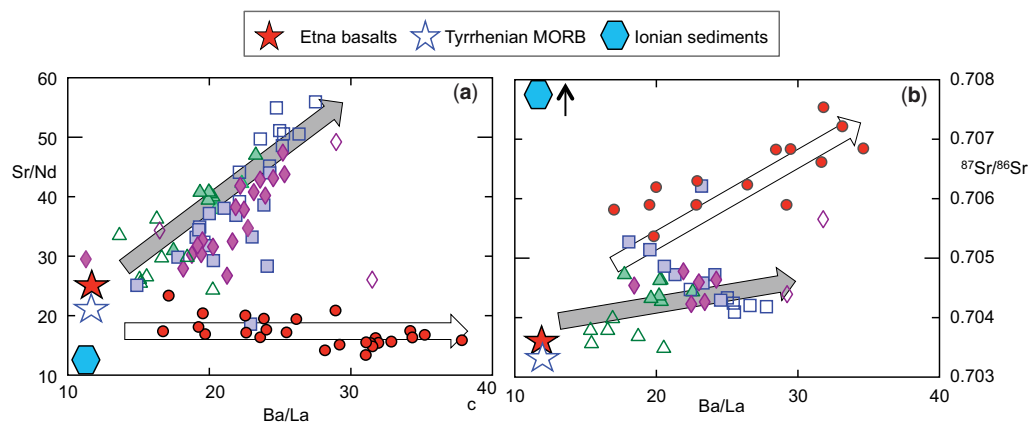 Etna basalts Tyrrhenian MORB Ionian sediments
60
50
Sr/Nd
40
30
20
10
(a)
10 20 30 40
Ba/La
c
(b)
0.708
0.707
⁸⁷Sr/⁸⁶Sr
0.706
0.705
0.704
0.703
10 20 30 40
Ba/La